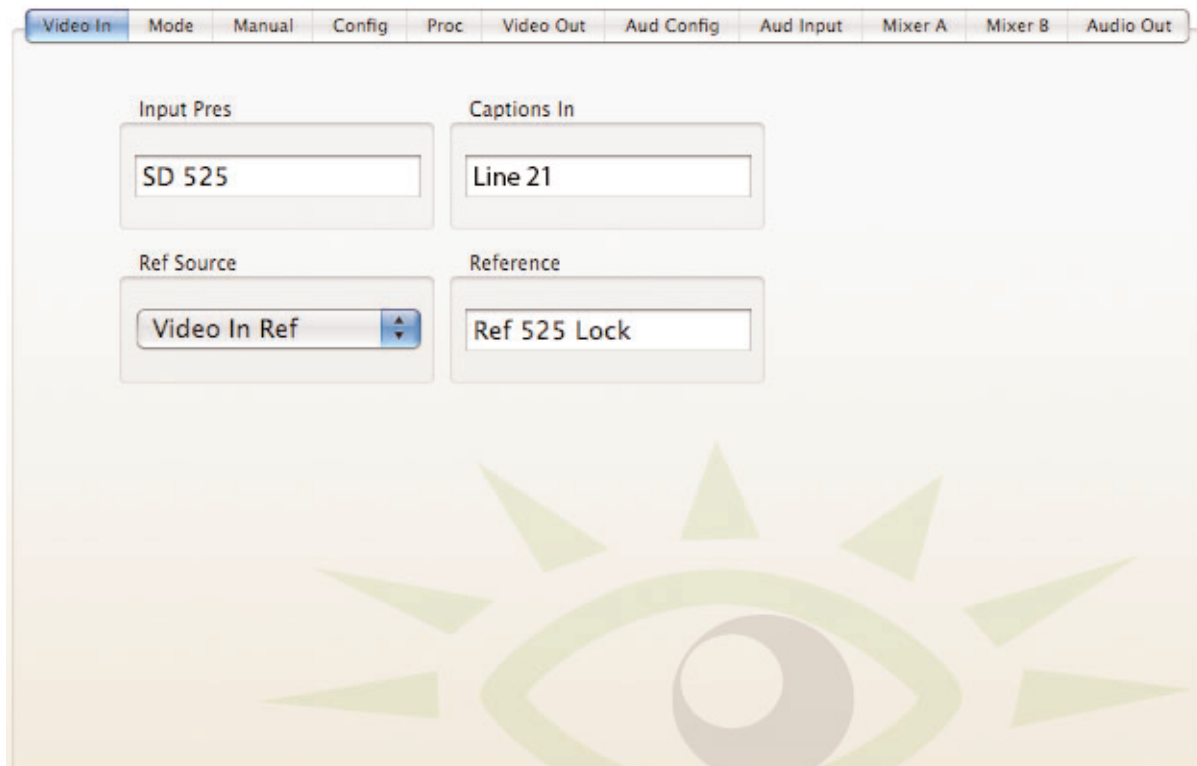 Video In Mode Manual Config Proc Video Out Aud Config Aud Input Mixer A Mixer B Audio Out
Input Pres Captions In
SD 525 Line 21
Ref Source Reference
Video In Ref Ref 525 Lock